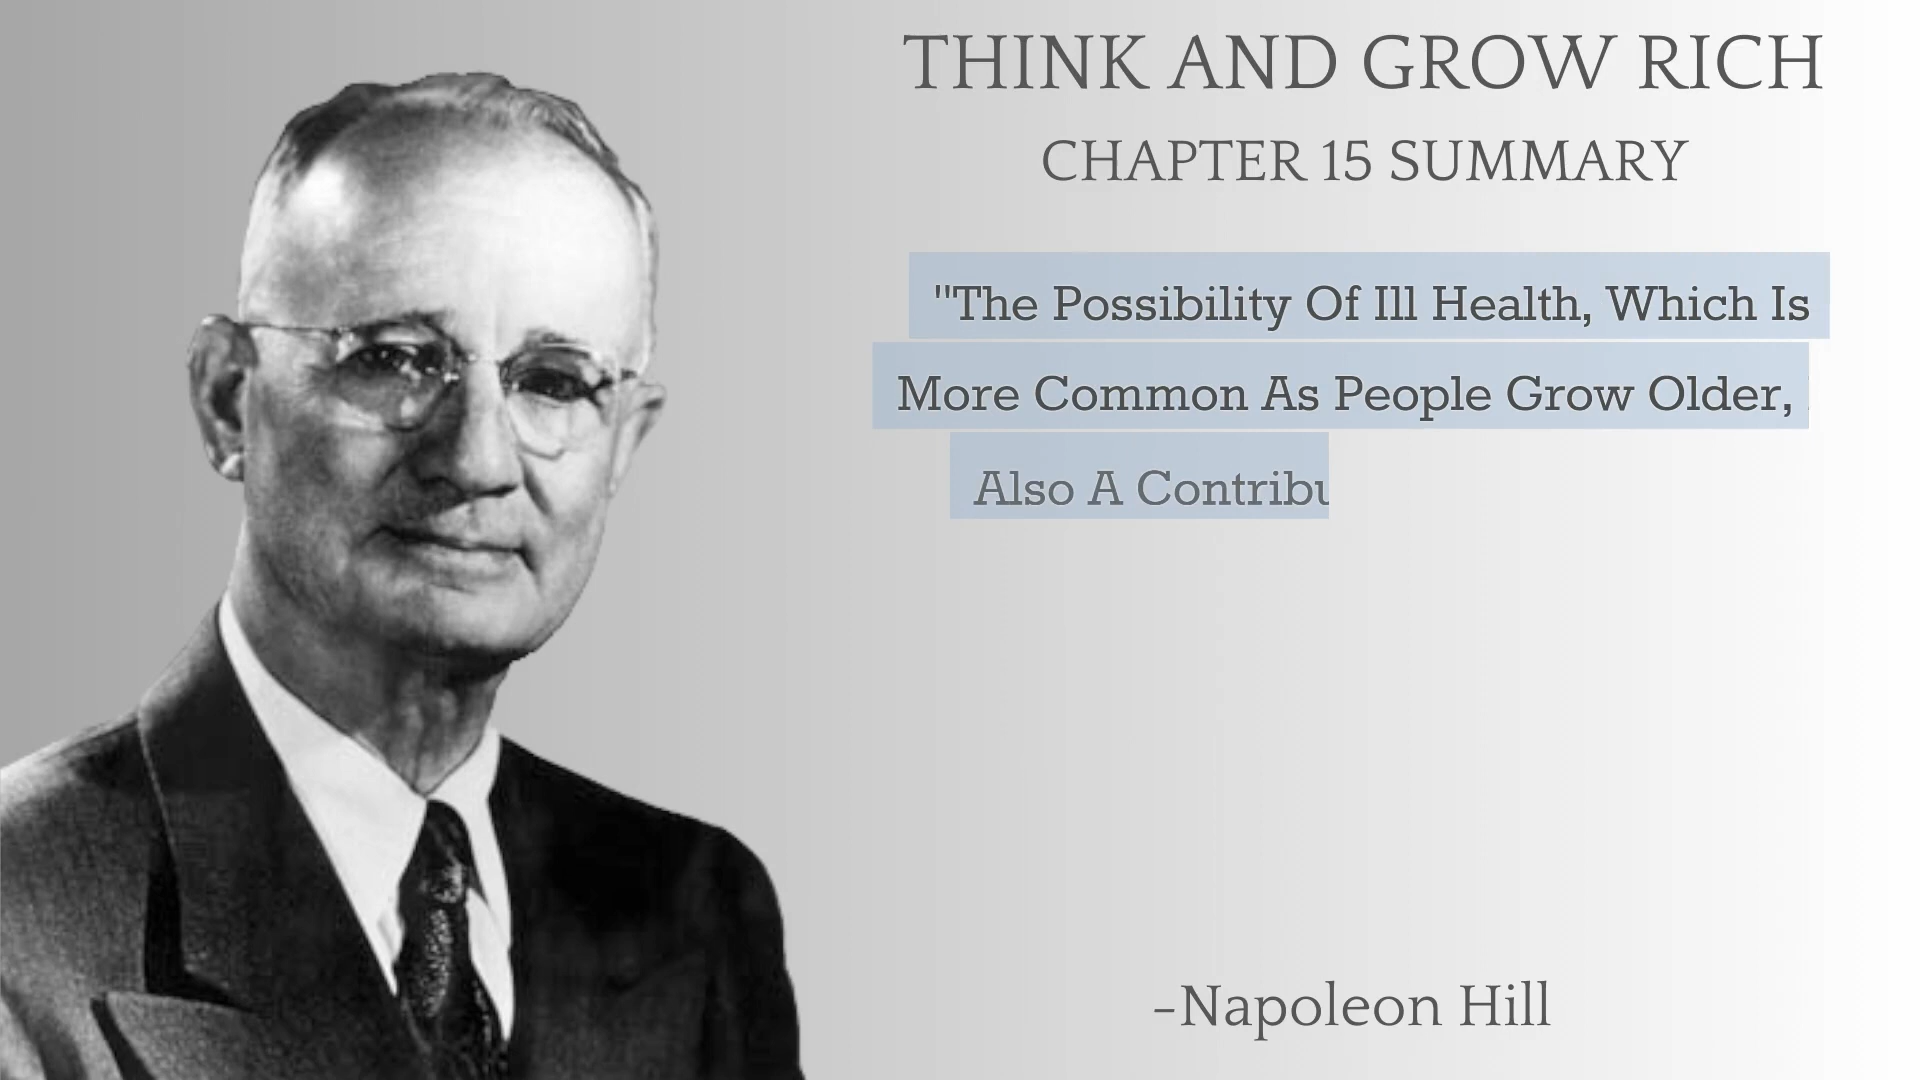 THINK AND GROW RICH
CHAPTER 15 SUMMARY
"The Possibility Of Ill Health, Which Is
More Common As People Grow Older,
Also A Contribu
-Napoleon Hill